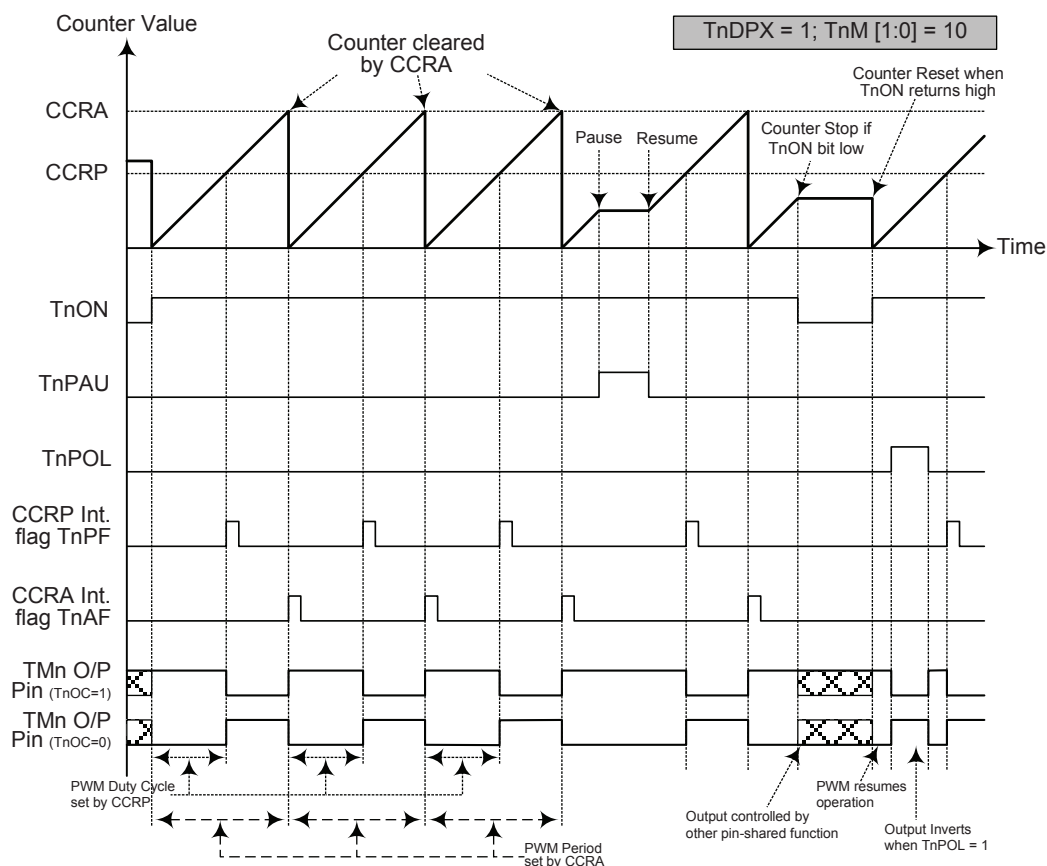 Counter Value
TnDPX = 1; TnM [1:0] = 10
Counter cleared
by CCRA
Counter Reset when
TnON returns high
CCRA
Pause
Resume
Counter Stop if
TnON bit low
CCRP
Time
TnON
TnPAU
TnPOL
CCRP Int.
flag TnPF
CCRA Int.
flag TnAF
TMn O/P
Pin (TnOC=1)
TMn O/P
Pin (TnOC=0)
PWM Duty Cycle
set by CCRP
PWM resumes
operation
Output controlled by
other pin-shared function
Output Inverts
when TnPOL = 1
PWM Period
set by CCRA